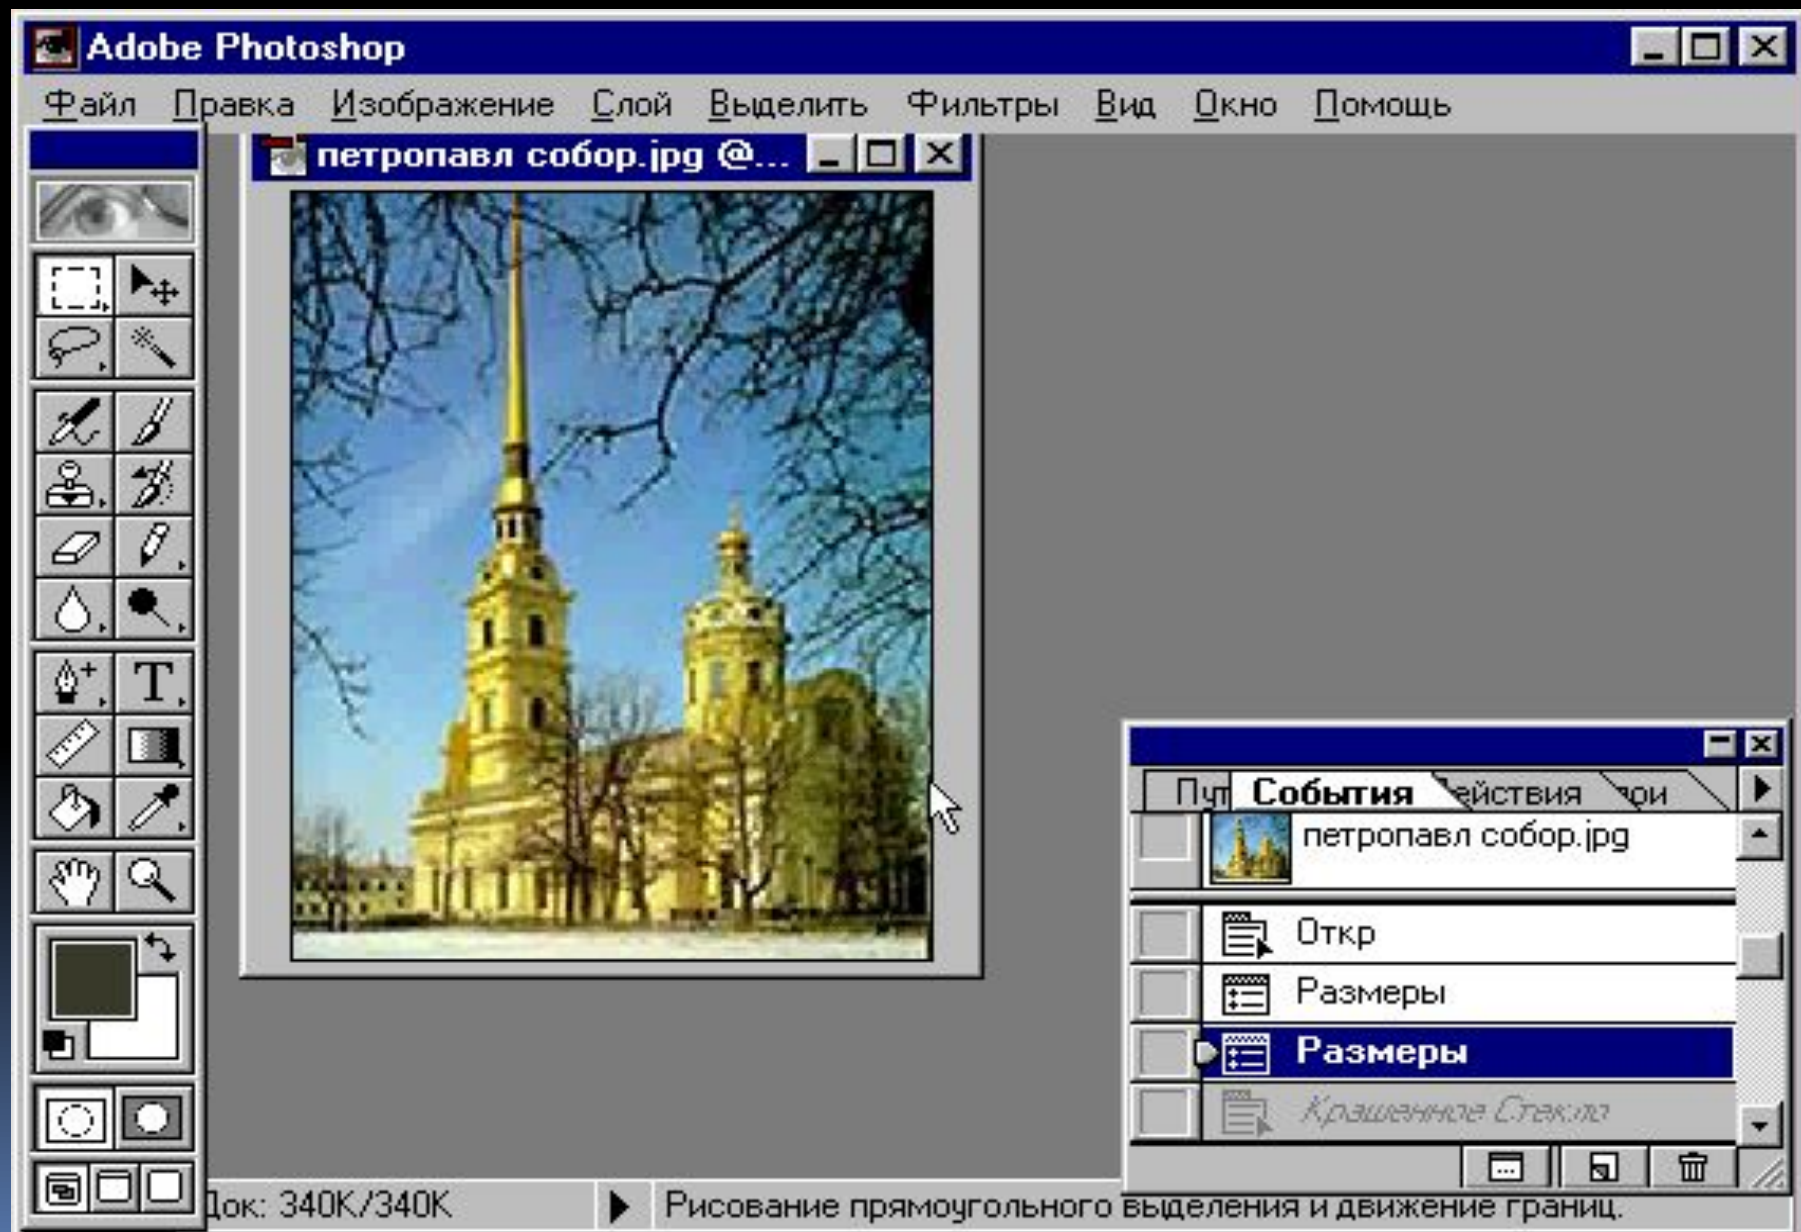 Adobe Photoshop
Файл Правка Изображение Слой Выделить Фильтры Вид Окно Помощь
петропавл собор.jpg @...
T
События
петропавл собор.jpg
Откр
Размеры
Размеры
Крашенное Стекло
Док: 340K/340K
Рисование прямоугольного выделения и движение границ.